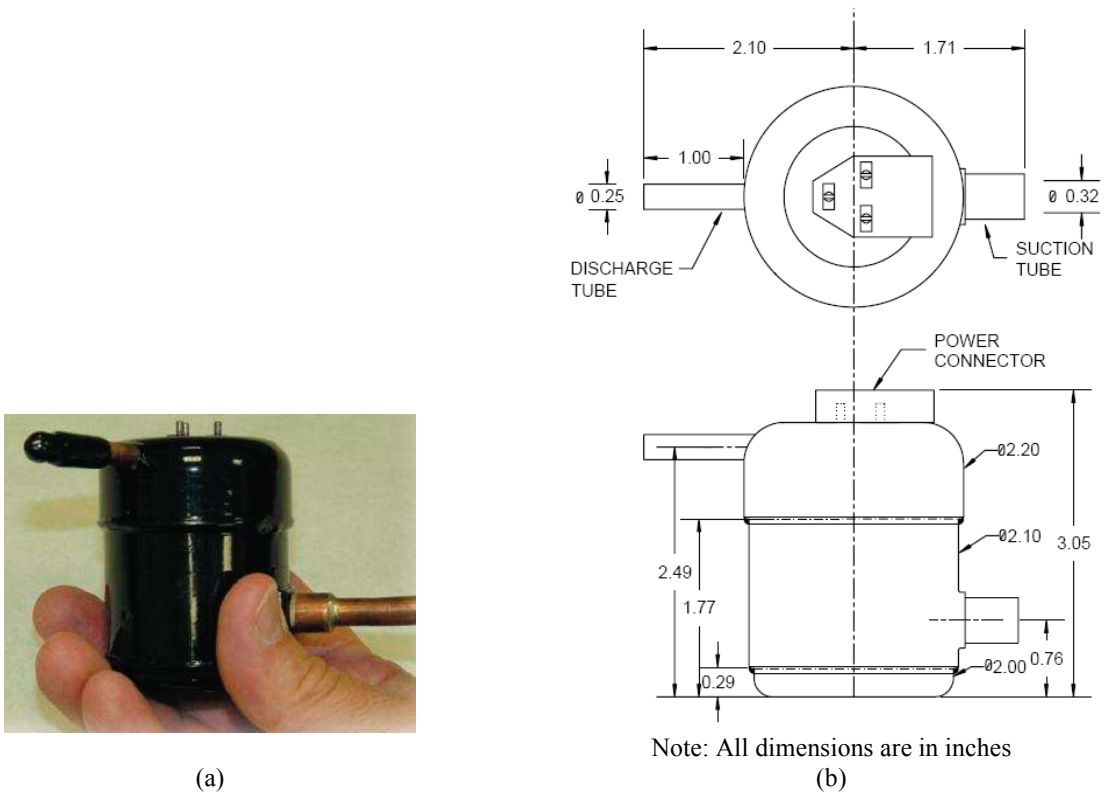 2.10
1.71
1.00
Ø 0.25
Ø 0.32
DISCHARGE
TUBE
SUCTION
TUBE
POWER
CONNECTOR
Ø2.20
Ø2.10
3.05
2.49
1.77
0.29
Ø2.00
0.76
Note: All dimensions are in inches
(a)
(b)